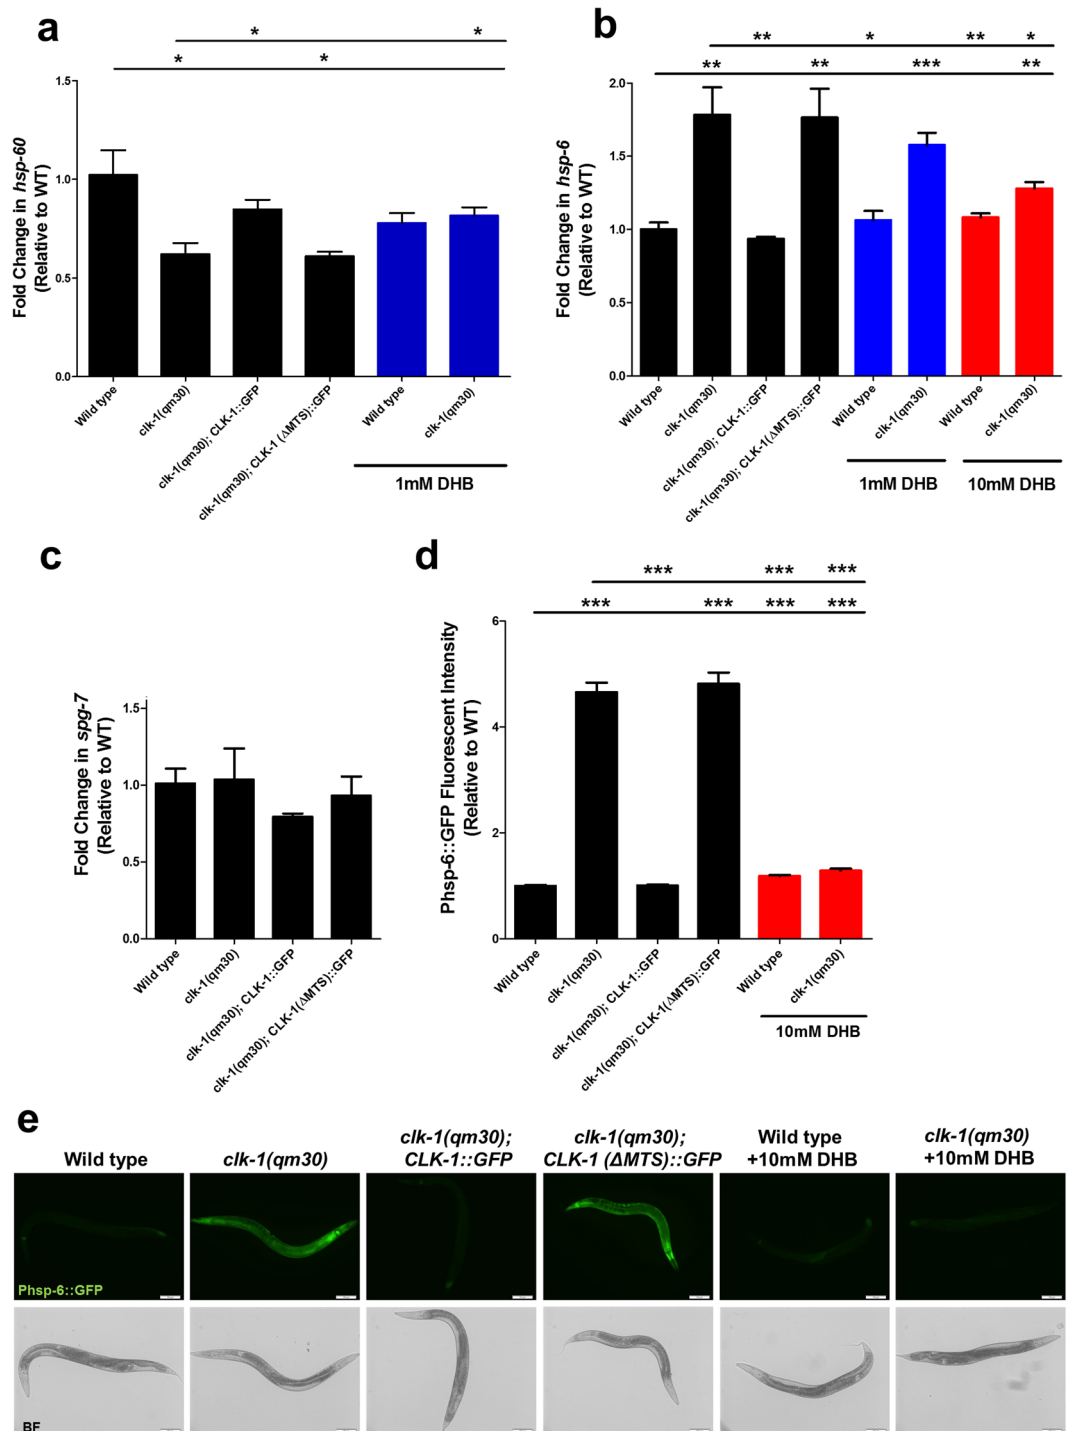 a
* *
* *
Fold Change in hsp-60
(Relative to WT)
1.5
1.0
0.5
0.0
Wild type
clk-1(qm30)
clk-1(qm30); CLK-1::GFP
clk-1(qm30); CLK-1 (ΔMTS)::GFP
Wild type
clk-1(qm30)
1mM DHB
b
** * ** *
** ** *** **
Fold Change in hsp-6
(Relative to WT)
2.0
1.5
1.0
0.5
0.0
Wild type
clk-1(qm30)
clk-1(qm30); CLK-1::GFP
clk-1(qm30); CLK-1(ΔMTS)::GFP
Wild type
clk-1(qm30)
Wild type
clk-1(qm30)
1mM DHB
10mM DHB
c
Fold Change in spg-7
(Relative to WT)
1.5
1.0
0.5
0.0
Wild type
clk-1(qm30)
clk-1(qm30); CLK-1::GFP
clk-1(qm30); CLK-1(ΔMTS)::GFP
d
*** *** ***
*** *** *** ***
Phsp-6::GFP Fluorescent Intensity
(Relative to WT)
6
4
2
0
Wild type
clk-1(qm30)
clk-1(qm30); CLK-1::GFP
clk-1(qm30); CLK-1(ΔMTS)::GFP
Wild type
clk-1(qm30)
10mM DHB
e
Wild type
clk-1(qm30)
clk-1(qm30);
CLK-1::GFP
clk-1(qm30);
CLK-1 (ΔMTS)::GFP
Wild type
+10mM DHB
clk-1(qm30)
+10mM DHB
Phsp-6::GFP
BF